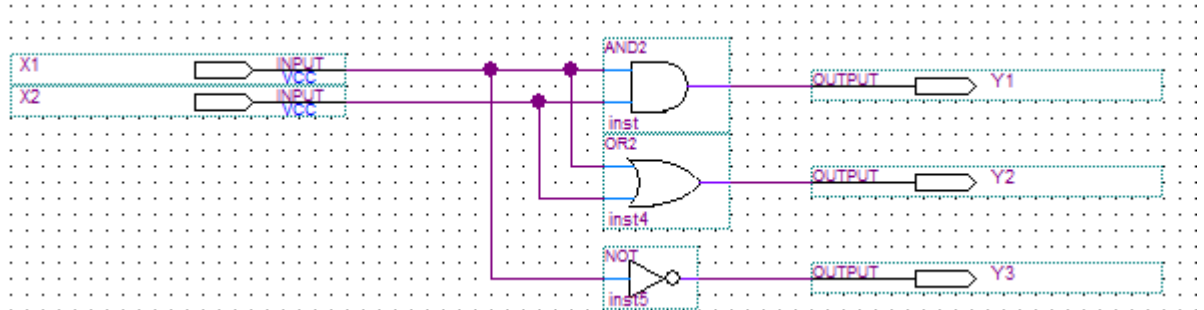 AND2
X1 INPUT VCC OUTPUT Y1
X2 INPUT VCC
inst
OR2
OUTPUT Y2
inst4
NOT
OUTPUT Y3
inst5